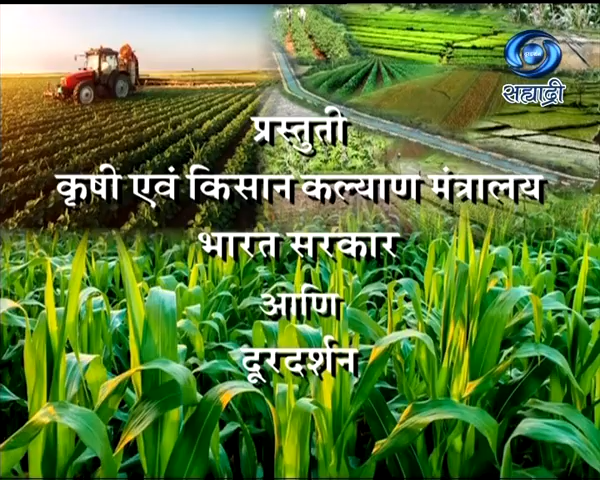 सह्याद्री
प्रस्तुती
कृषी एवं किसान कल्याण मंत्रालय
भारत सरकार
आणि
दूरदर्शन